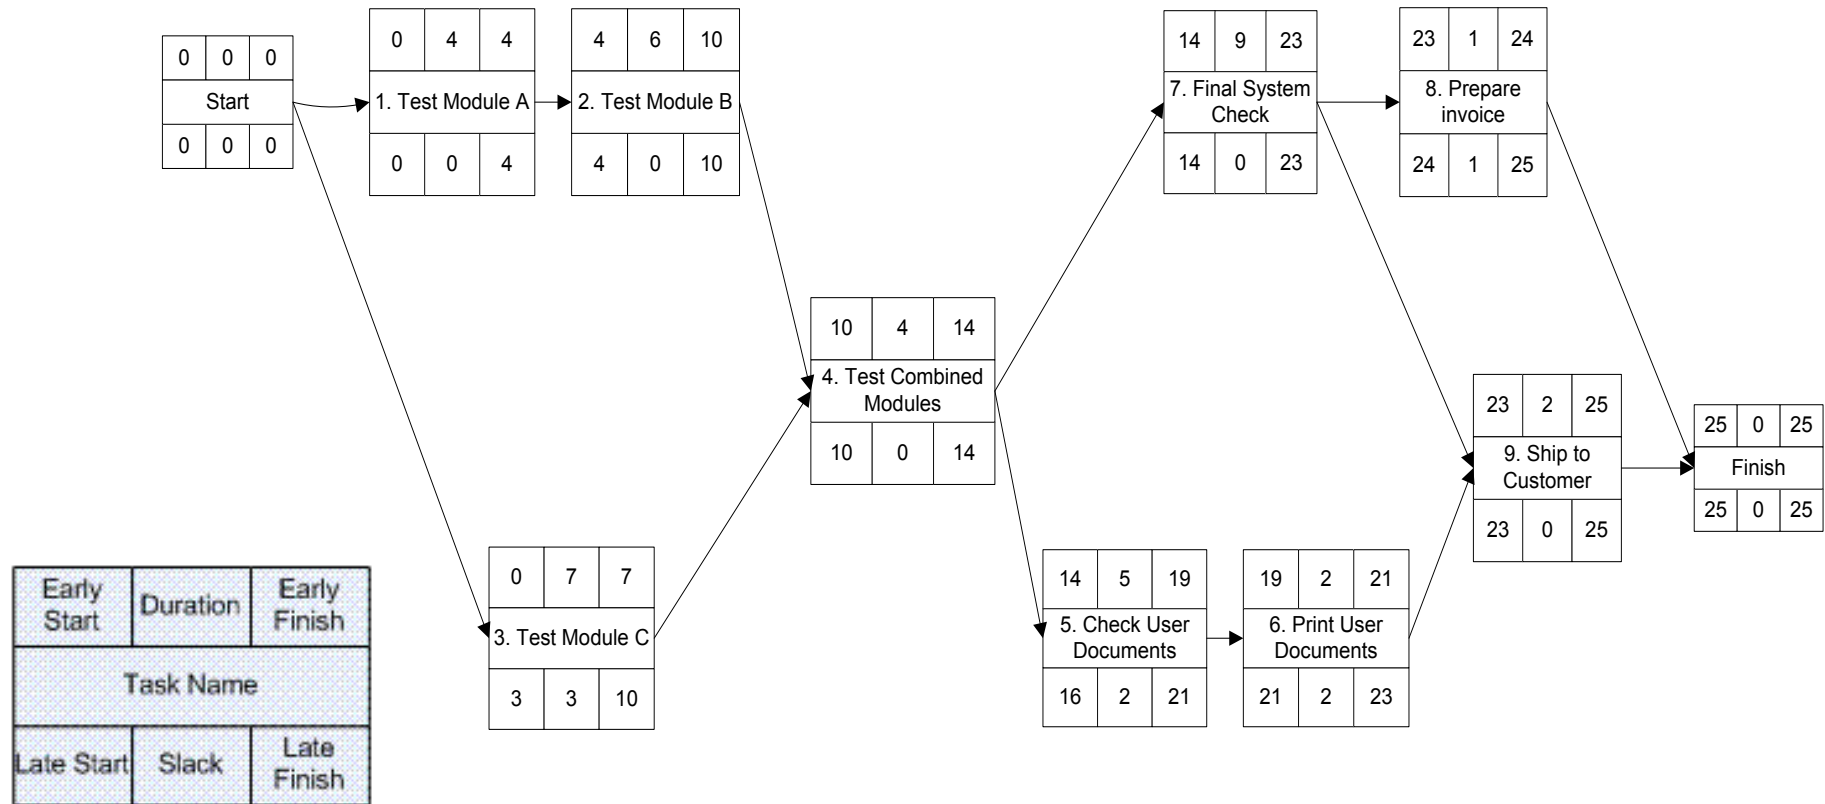 0 0 0
Start
0 0 0
0 4 4
1. Test Module A
0 0 4
4 6 10
2. Test Module B
4 0 10
0 7 7
3. Test Module C
3 3 10
10 4 14
4. Test Combined
Modules
10 0 14
14 9 23
7. Final System
Check
14 0 23
23 1 24
8. Prepare
invoice
24 1 25
14 5 19
5. Check User
Documents
16 2 21
19 2 21
6. Print User
Documents
21 2 23
23 2 25
9. Ship to
Customer
23 0 25
25 0 25
Finish
25 0 25
Early
Start
Duration
Early
Finish
Task Name
Late Start
Slack
Late
Finish